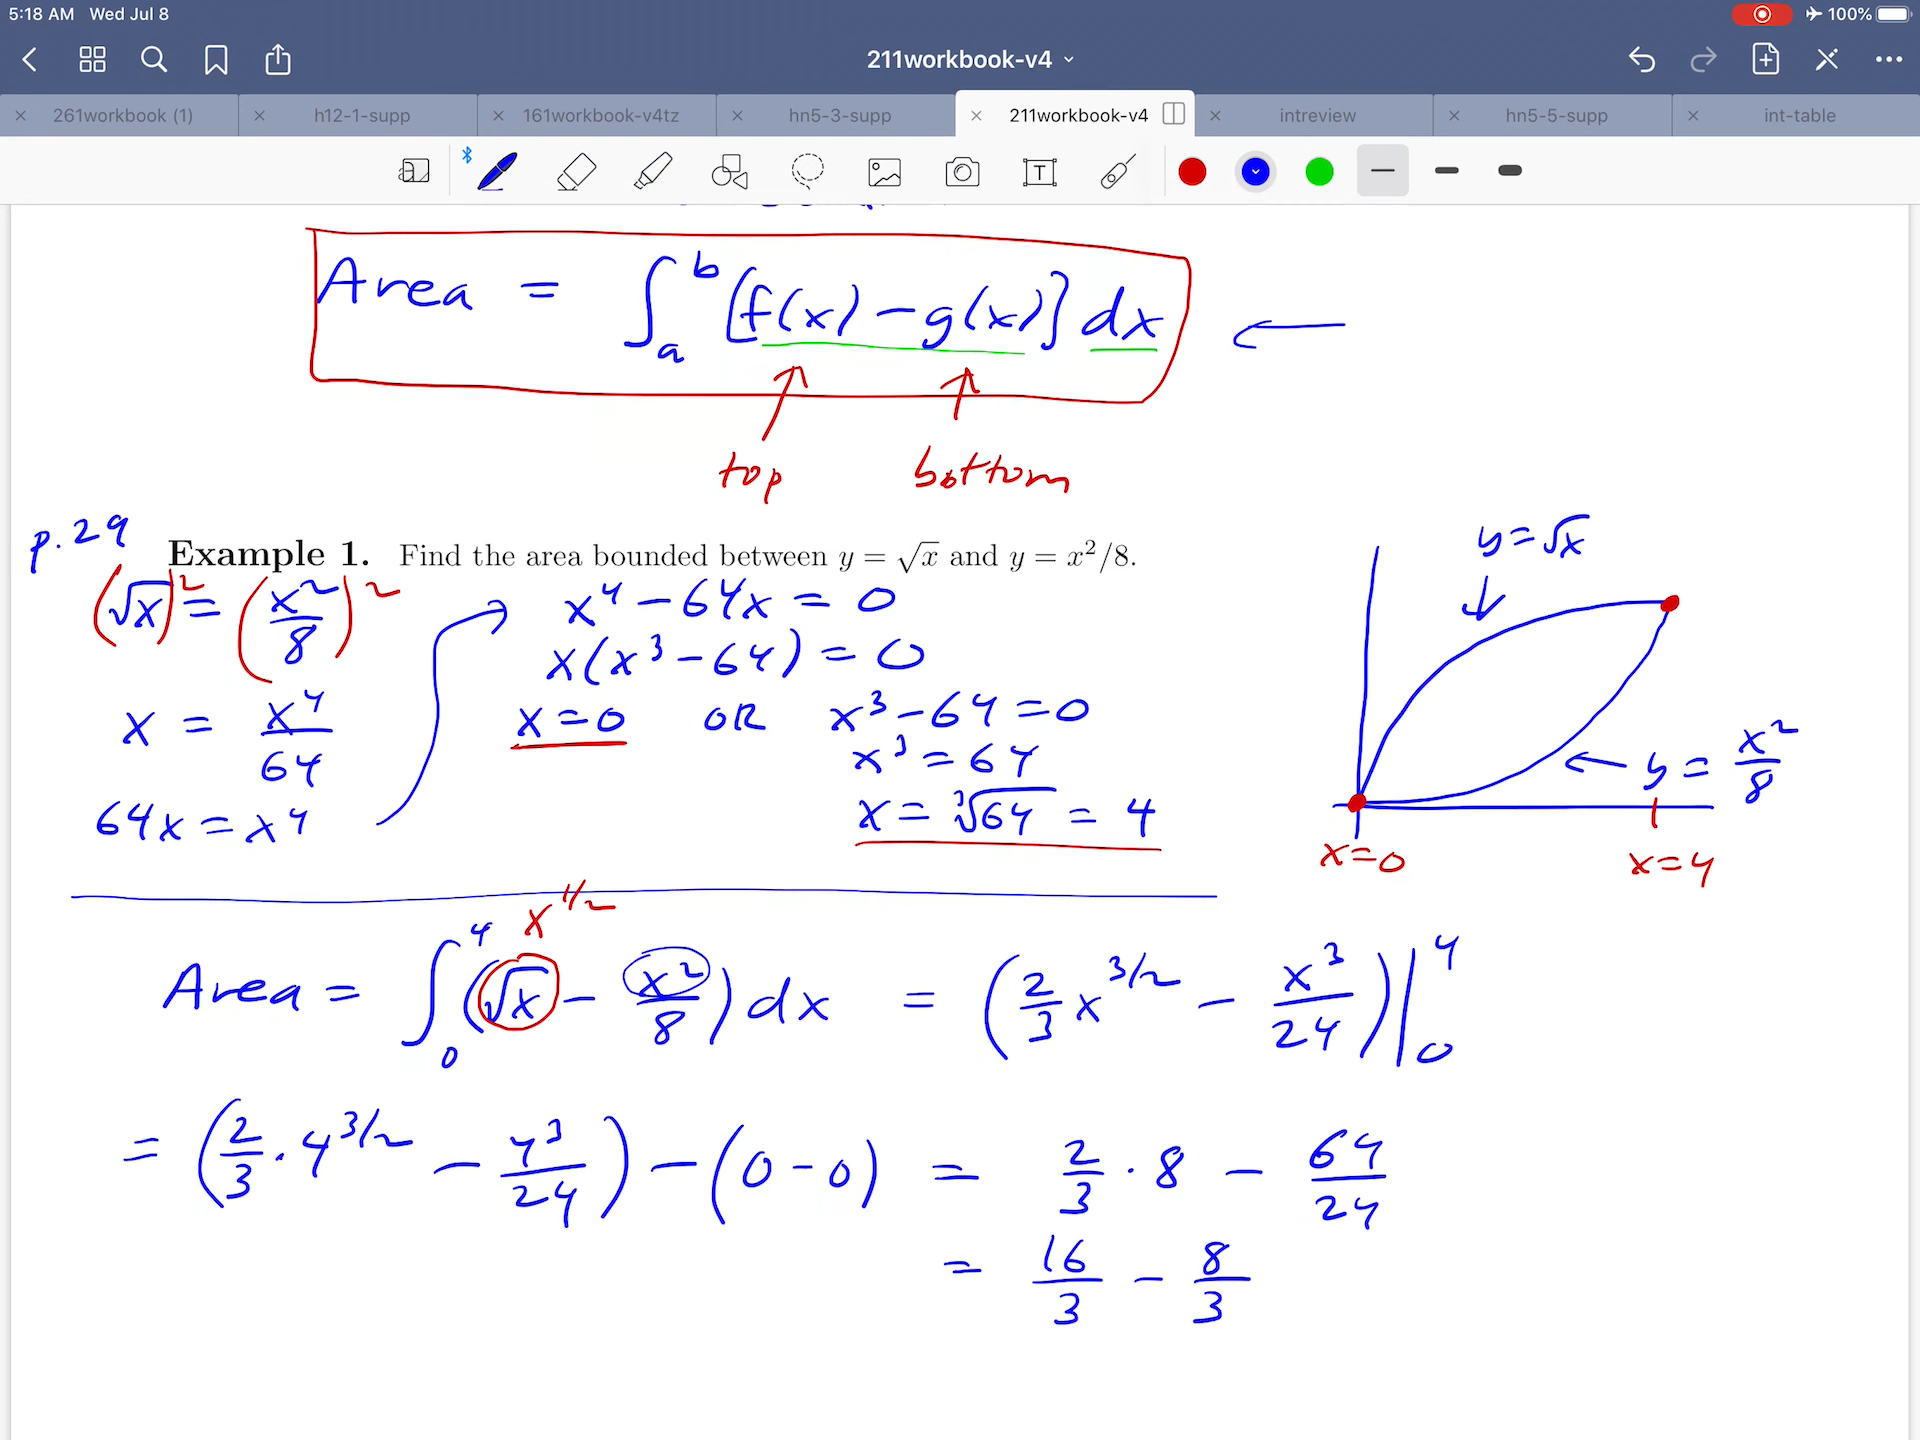 5:18 AM Wed Jul 8 100%
211workbook-v4
261workbook (1) h12-1-supp 161workbook-v4tz hn5-3-supp 211workbook-v4 intreview hn5-5-supp int-table
Area = ∫_a^b [f(x) - g(x)] dx
top bottom
p.29
Example 1. Find the area bounded between y = √x and y = x²/8.
(√x)² = (x²/8)²
x = x⁴/64
64x = x⁴
x⁴ - 64x = 0
x(x³ - 64) = 0
x = 0 OR x³ - 64 = 0
x³ = 64
x = ³√64 = 4
y = √x
y = x²/8
x=0 x=4
x^{1/2}
Area = ∫_0^4 (√x - x²/8) dx = (2/3 x^{3/2} - x³/24)|_0^4
= (2/3 · 4^{3/2} - 4³/24) - (0 - 0) = 2/3 · 8 - 64/24
= 16/3 - 8/3